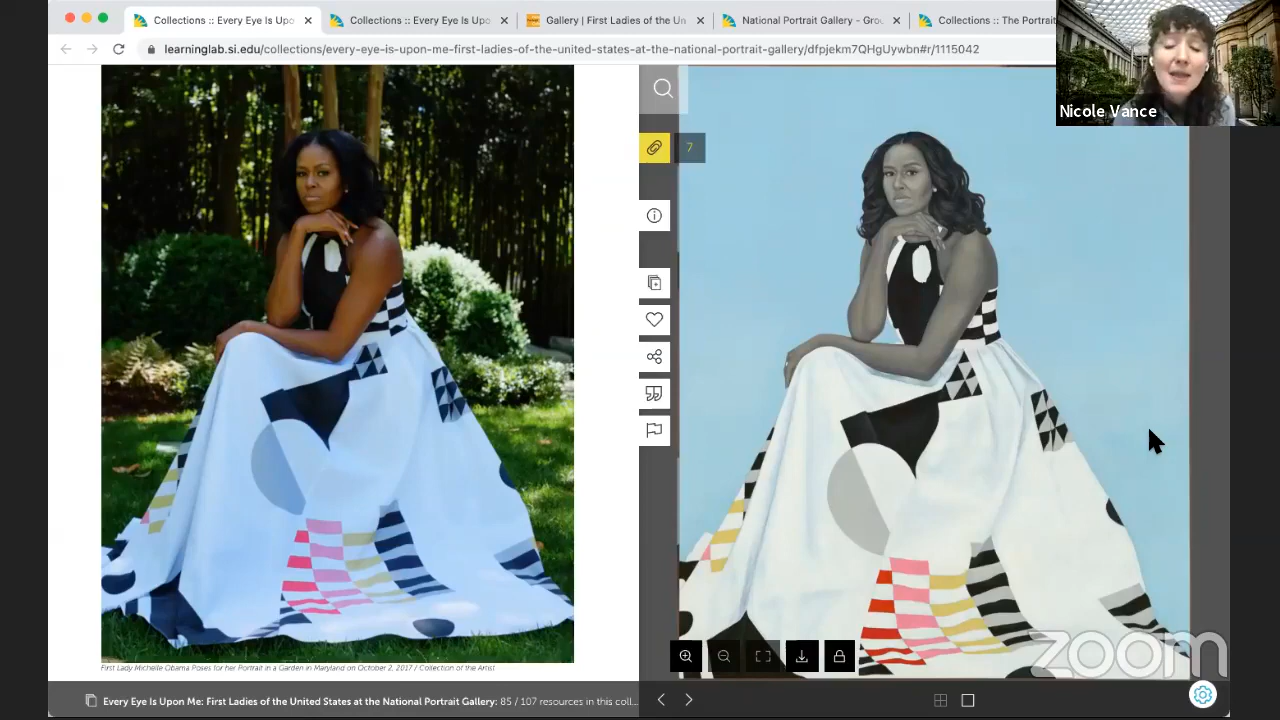 Collections :: Every Eye Is Upo
Collections :: Every Eye Is Upo
Gallery | First Ladies of the Un
National Portrait Gallery - Grou
Collections :: The Portrait
learninglab.si.edu/collections/every-eye-is-upon-me-first-ladies-of-the-united-states-at-the-national-portrait-gallery/
Nicole Vance
7
First Lady Michelle Obama Poses for her Portrait in a Garden in Maryland on October 2, 2017 / Collection of the Artist
zoom
Every Eye Is Upon Me: First Ladies of the United States at the National Portrait Gallery: 85 / 107 resources in this coll...